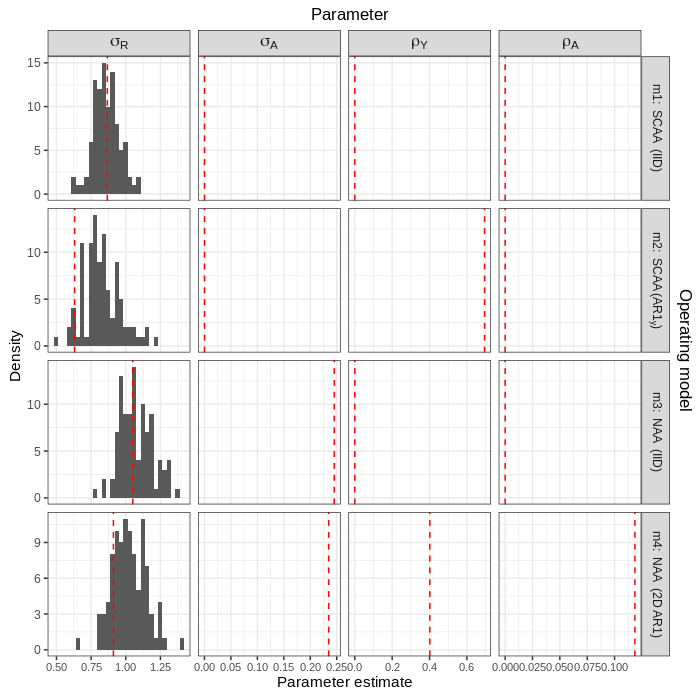 Parameter
σR σA ρY ρA
15
10
5
0
m1: SCAA (IID)
10
5
0
m2: SCAA (AR1y)
10
5
0
m3: NAA (IID)
9
6
3
0
m4: NAA (2D AR1)
Density
Operating model
0.50 0.75 1.00 1.25 0.00 0.05 0.10 0.15 0.20 0.25 0.0 0.2 0.4 0.6 0.000 0.025 0.050 0.075 0.100
Parameter estimate